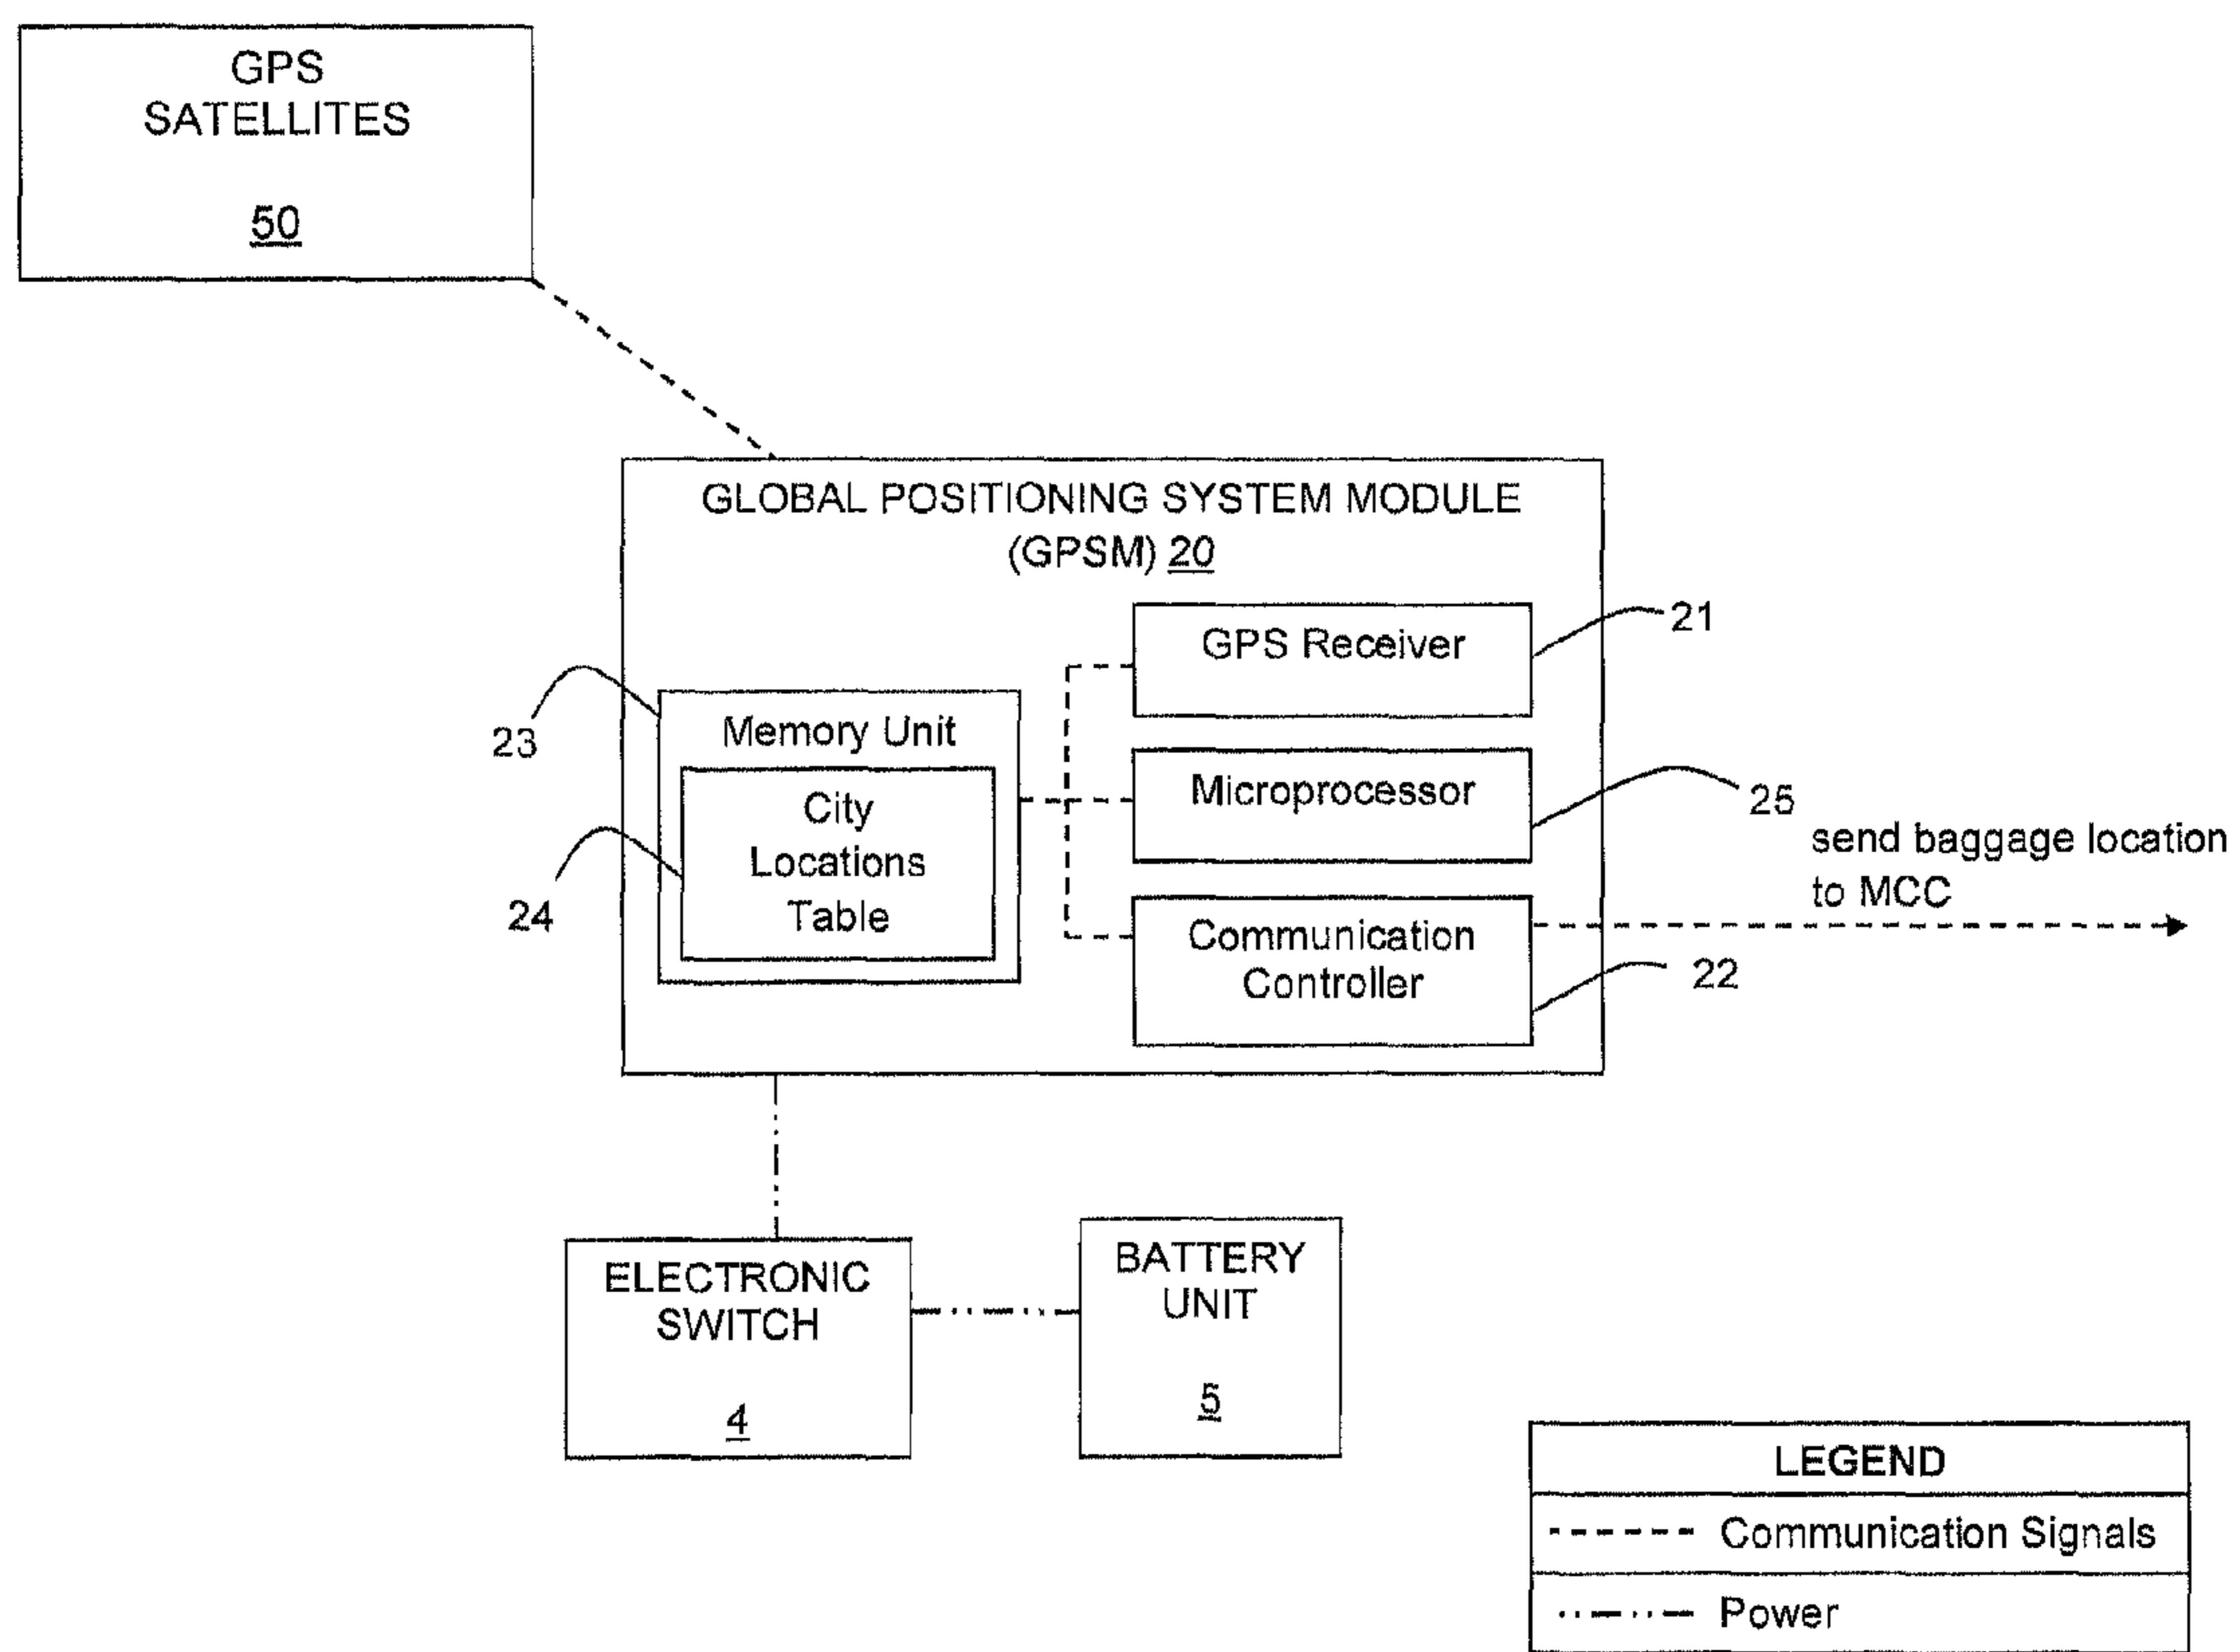 GPS
SATELLITES
50
GLOBAL POSITIONING SYSTEM MODULE
(GPSM) 20
GPS Receiver
21
23
Memory Unit
City
Locations
Table
24
Microprocessor
25
send baggage location
to MCC
Communication
Controller
22
ELECTRONIC
SWITCH
4
BATTERY
UNIT
5
LEGEND
Communication Signals
Power